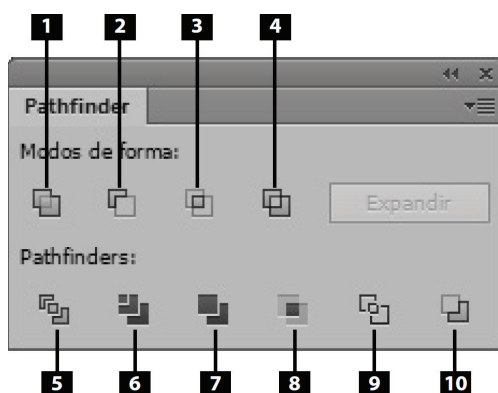 1 2 3 4
Pathfinder
Modos de forma:
Expandir
Pathfinders:
5 6 7 8 9 10